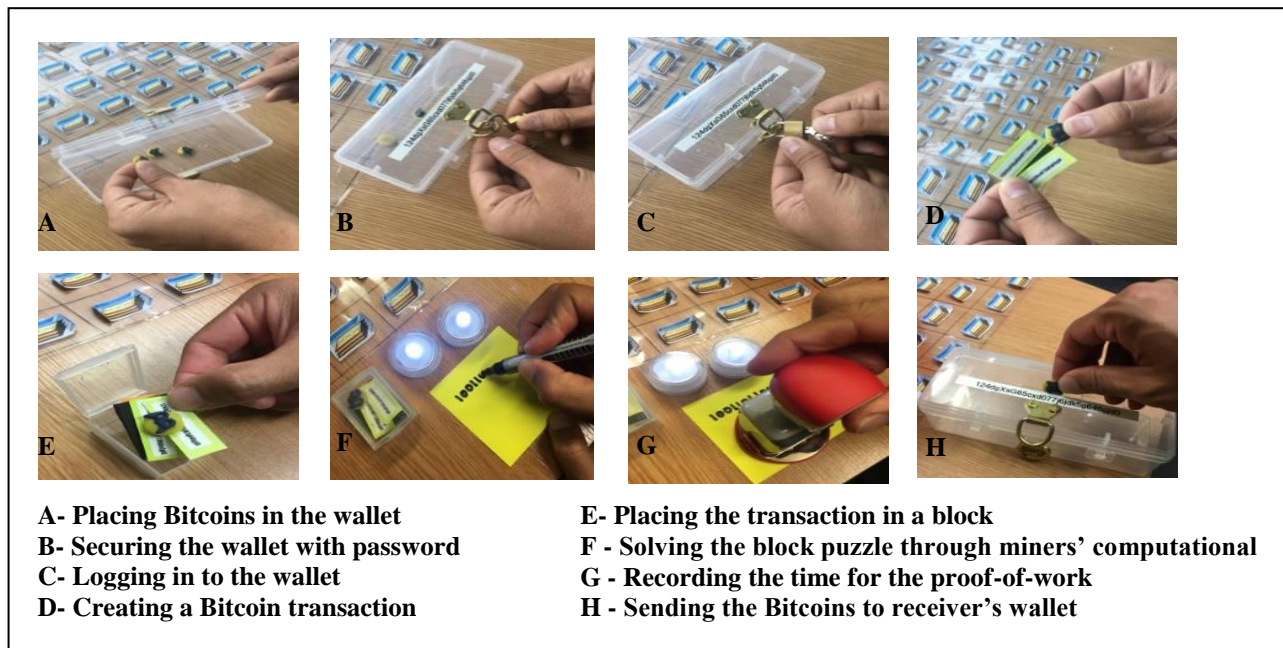 A
B
C
D
E
F
G
H
A- Placing Bitcoins in the wallet
B- Securing the wallet with password
C- Logging in to the wallet
D- Creating a Bitcoin transaction
E- Placing the transaction in a block
F - Solving the block puzzle through miners’ computational
G - Recording the time for the proof-of-work
H - Sending the Bitcoins to receiver’s wallet